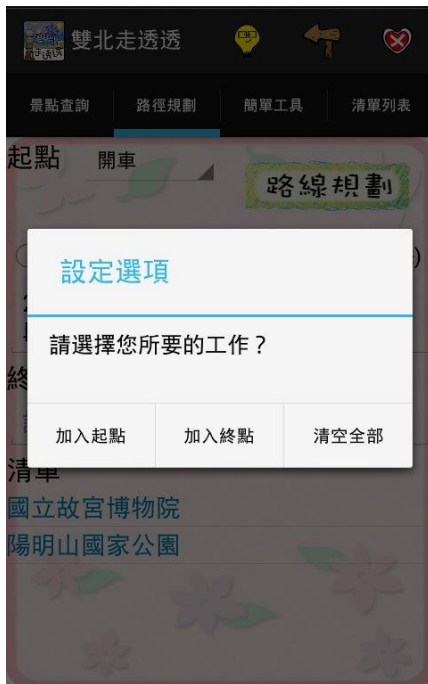 雙北走透透
景點查詢 路徑規劃 簡單工具 清單列表
起點 開車 路線規劃
設定選項
請選擇您所要的工作？
終
加入起點 加入終點 清空全部
清單
國立故宮博物院
陽明山國家公園